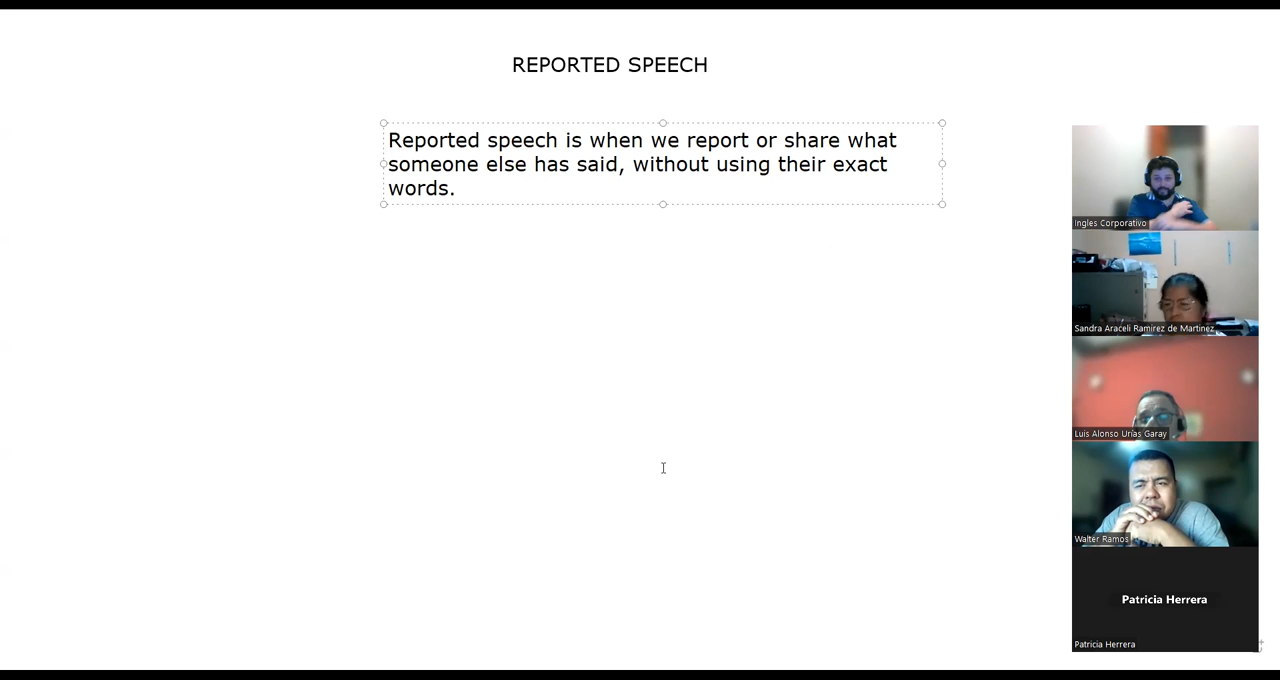 REPORTED SPEECH
Reported speech is when we report or share what
someone else has said, without using their exact
words.
Ingles Corporativo
Sandra Araceli Ramirez de Martinez
Luis Alonso Urías Garay
Walter Ramos
Patricia Herrera
Patricia Herrera